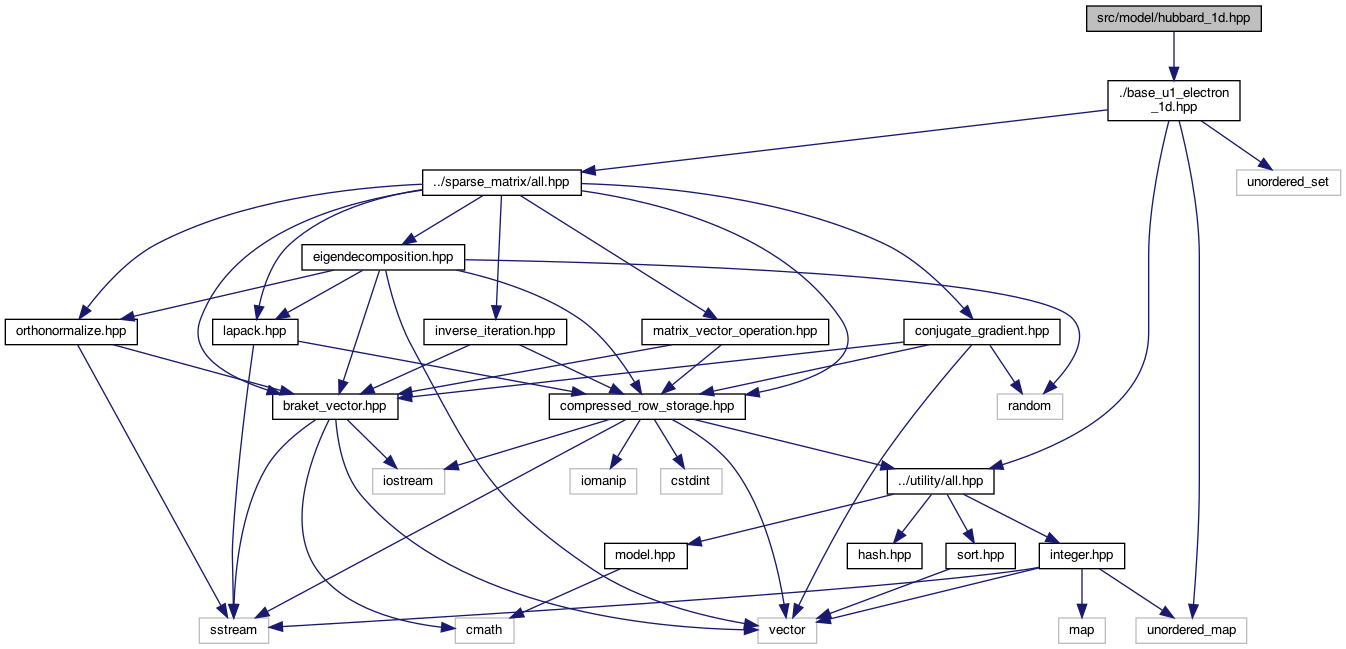 src/model/hubbard_1d.hpp
./base_u1_electron
_1d.hpp
../sparse_matrix/all.hpp
unordered_set
eigendecomposition.hpp
orthonormalize.hpp
lapack.hpp
inverse_iteration.hpp
matrix_vector_operation.hpp
conjugate_gradient.hpp
braket_vector.hpp
compressed_row_storage.hpp
random
iostream
iomanip
cstdint
../utility/all.hpp
model.hpp
hash.hpp
sort.hpp
integer.hpp
sstream
cmath
vector
map
unordered_map